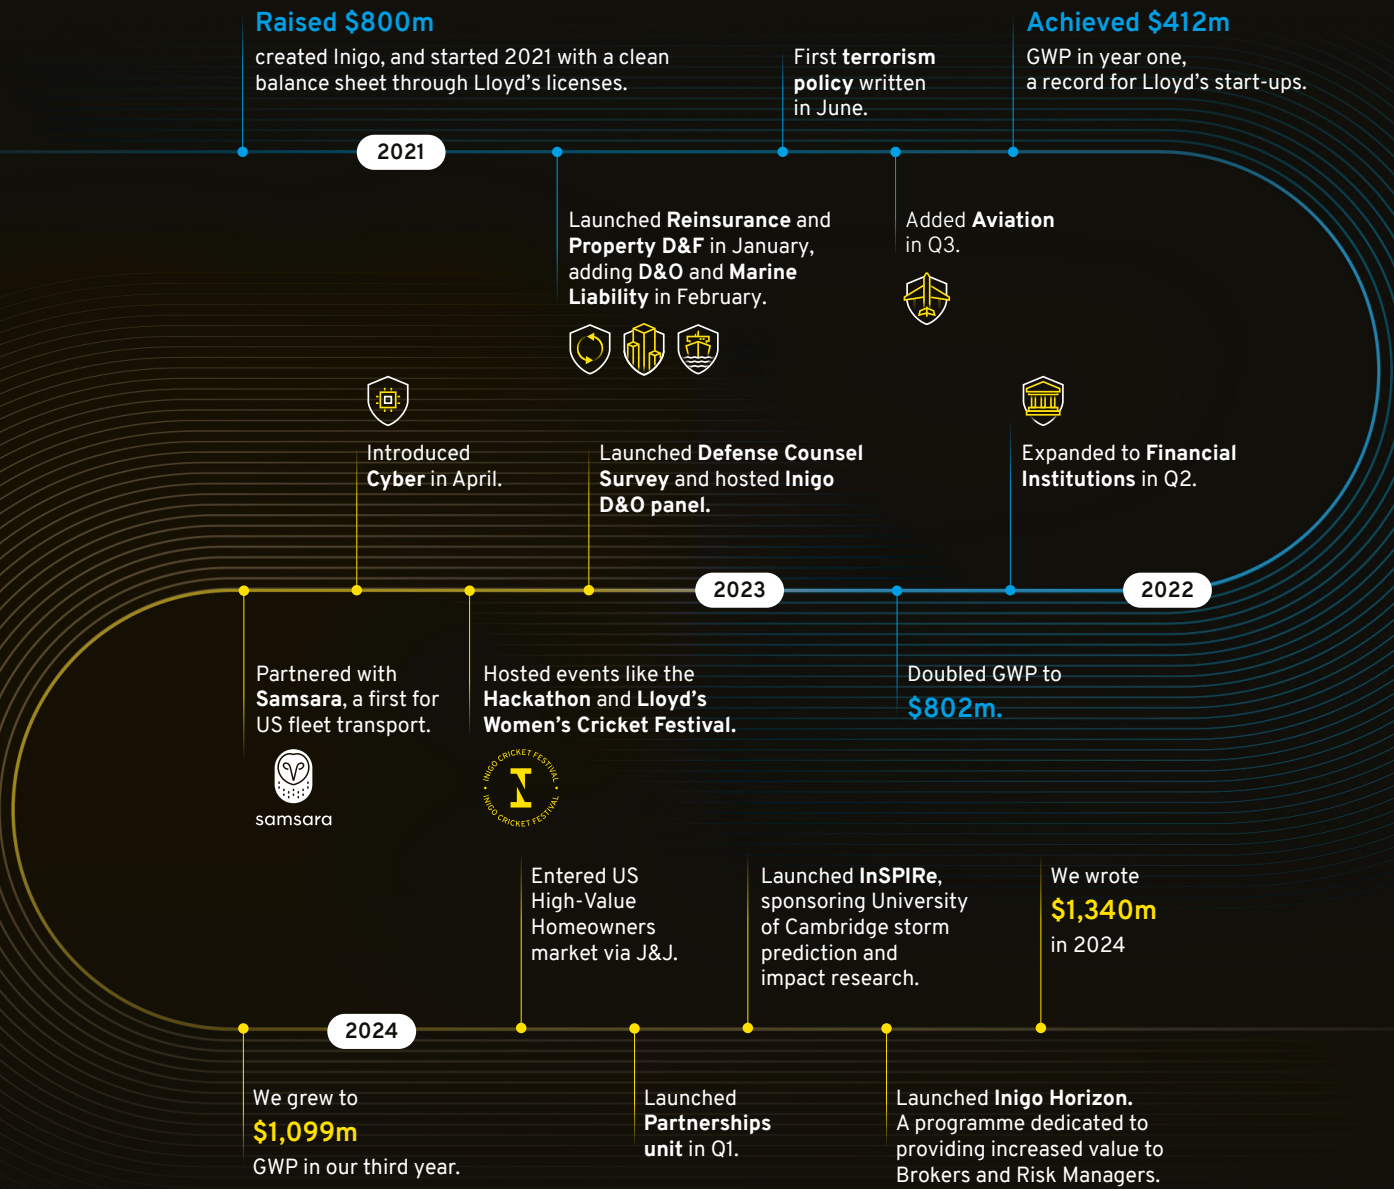 Raised $800m
created Inigo, and started 2021 with a clean
balance sheet through Lloyd's licenses.
First terrorism
policy written
in June.
Achieved $412m
GWP in year one,
a record for Lloyd's start-ups.
2021
Launched Reinsurance and
Property D&F in January,
adding D&O and Marine
Liability in February.
Added Aviation
in Q3.
Expanded to Financial
Institutions in Q2.
2022
Doubled GWP to
$802m.
2023
Launched Defense Counsel
Survey and hosted Inigo
D&O panel.
Hosted events like the
Hackathon and Lloyd's
Women's Cricket Festival.
INIGO CRICKET FESTIVAL
INIGO CRICKET FESTIVAL
Introduced
Cyber in April.
Partnered with
Samsara, a first for
US fleet transport.
samsara
We grew to
$1,099m
GWP in our third year.
2024
Entered US
High-Value
Homeowners
market via J&J.
Launched
Partnerships
unit in Q1.
Launched InSPIRe,
sponsoring University
of Cambridge storm
prediction and
impact research.
Launched Inigo Horizon.
A programme dedicated to
providing increased value to
Brokers and Risk Managers.
We wrote
$1,340m
in 2024